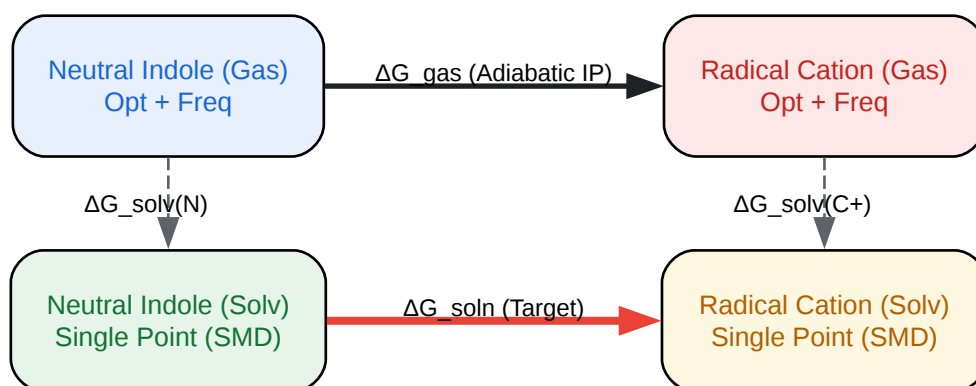 Neutral Indole (Gas)
Opt + Freq
ΔG_gas (Adiabatic IP)
Radical Cation (Gas)
Opt + Freq
ΔG_solv(N)
ΔG_solv(C+)
Neutral Indole (Solv)
Single Point (SMD)
ΔG_soln (Target)
Radical Cation (Solv)
Single Point (SMD)